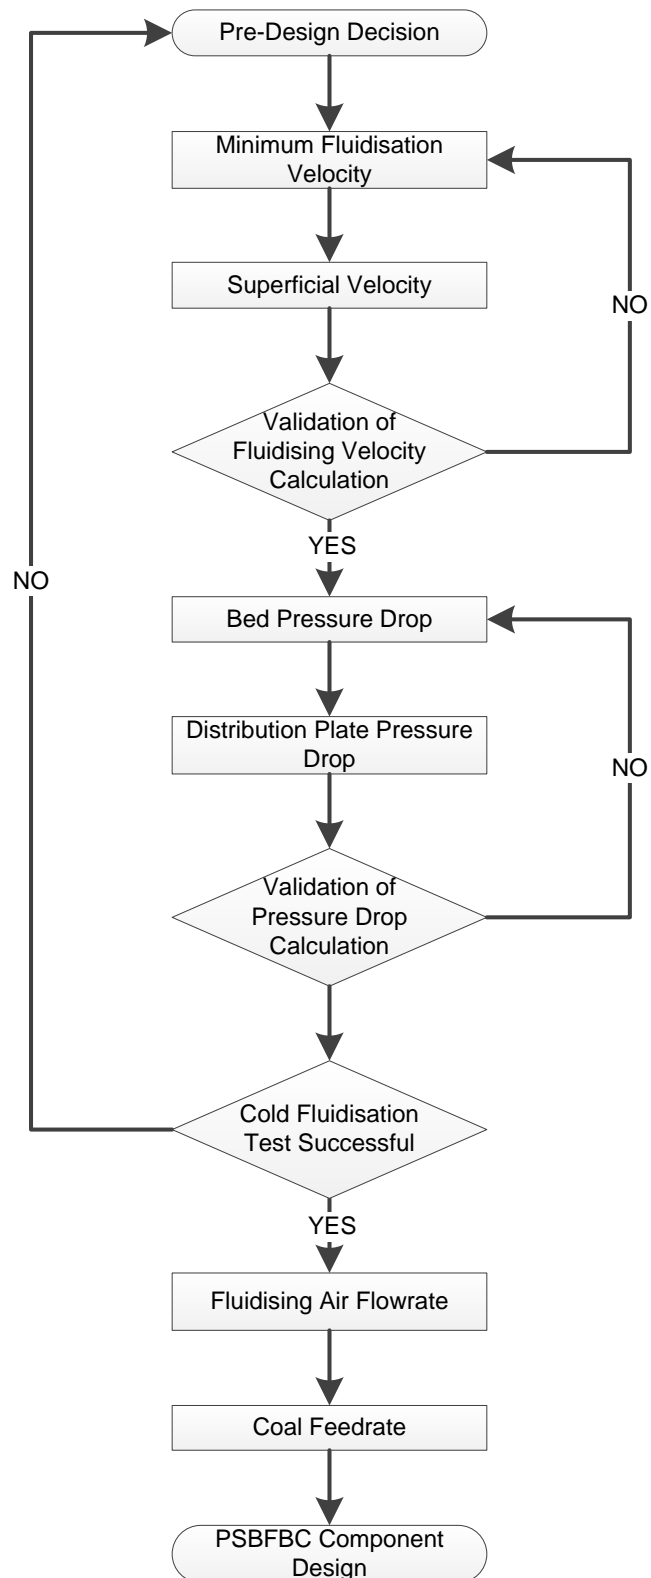 Pre-Design Decision
Minimum Fluidisation
Velocity
Superficial Velocity
NO
Validation of
Fluidising Velocity
Calculation
YES
NO
Bed Pressure Drop
Distribution Plate Pressure
Drop
NO
Validation of
Pressure Drop
Calculation
Cold Fluidisation
Test Successful
YES
Fluidising Air Flowrate
Coal Feedrate
PSBFBC Component
Design